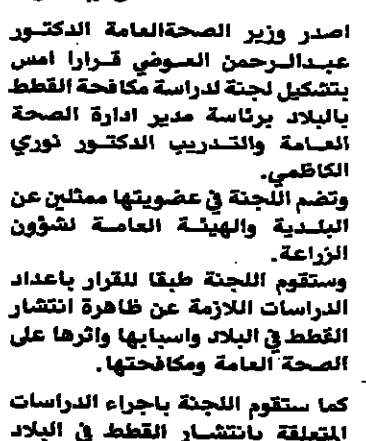 اصدر وزير الصحةالعامة الدكتور
عبدالرحمن العوضي قرارا امس
بتشكيل لجنة لدراسة مكافحة القطط
بالبلاد برئاسة مدير ادارة الصحة
العامة والتدريب الدكتور نوري
الكاظمي.
وتضم اللجنة في عضويتها ممثلين عن
البلدية والهيئة العامة لشؤون
الزراعة.
وستقوم اللجنة طبقا للقرار باعداد
الدراسات اللازمة عن ظاهرة انتشار
القطط في البلاد واسبابها واثرها على
الصحة العامة ومكافحتها.
كما ستقوم اللجنة باجراء الدراسات
المتعلقة بانتشار القطط في البلاد